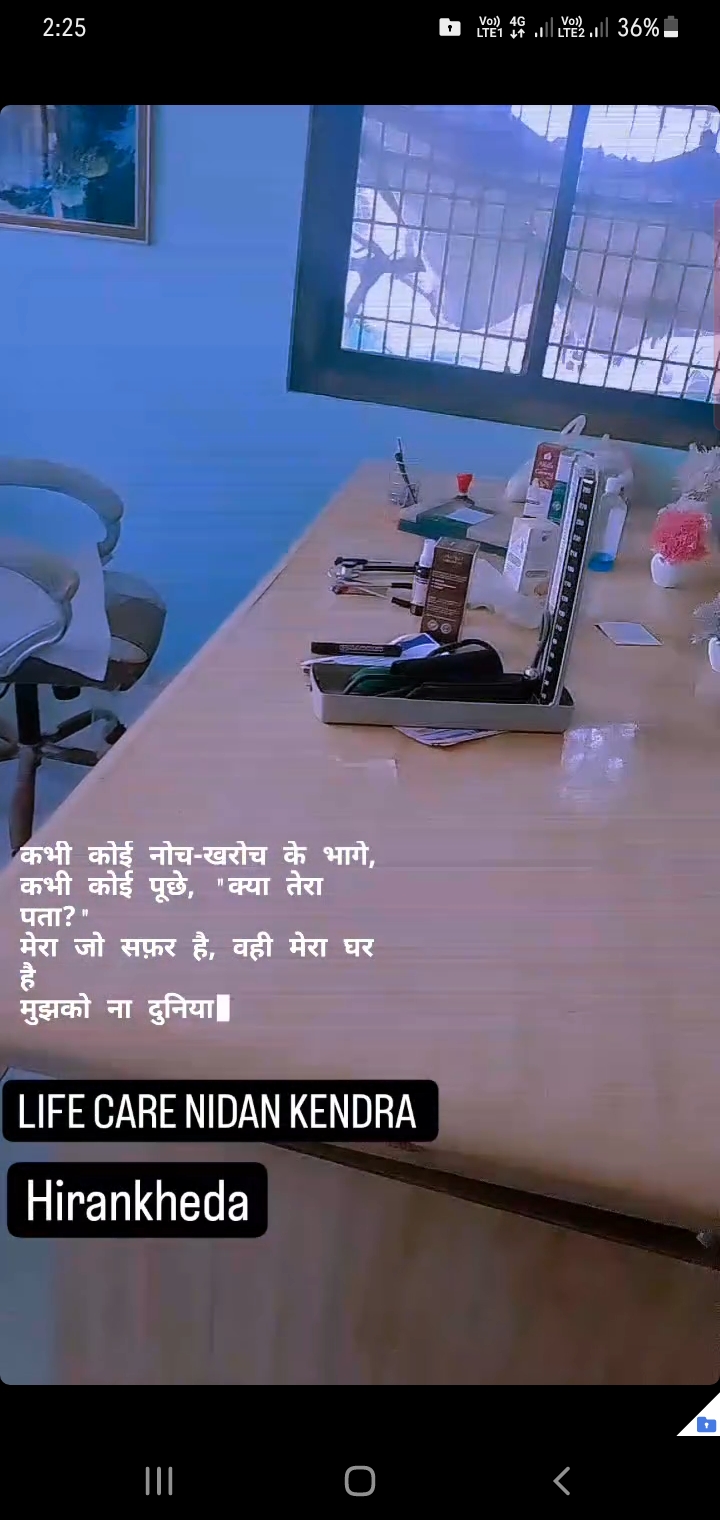 2:25
Vo)) LTE1 4G Vo)) LTE2 36%
कभी कोई नोच-खरोच के भागे,
कभी कोई पूछे, "क्या तेरा
पता?"
मेरा जो सफ़र है, वही मेरा घर
है
मुझको ना दुनिया
LIFE CARE NIDAN KENDRA
Hirankheda